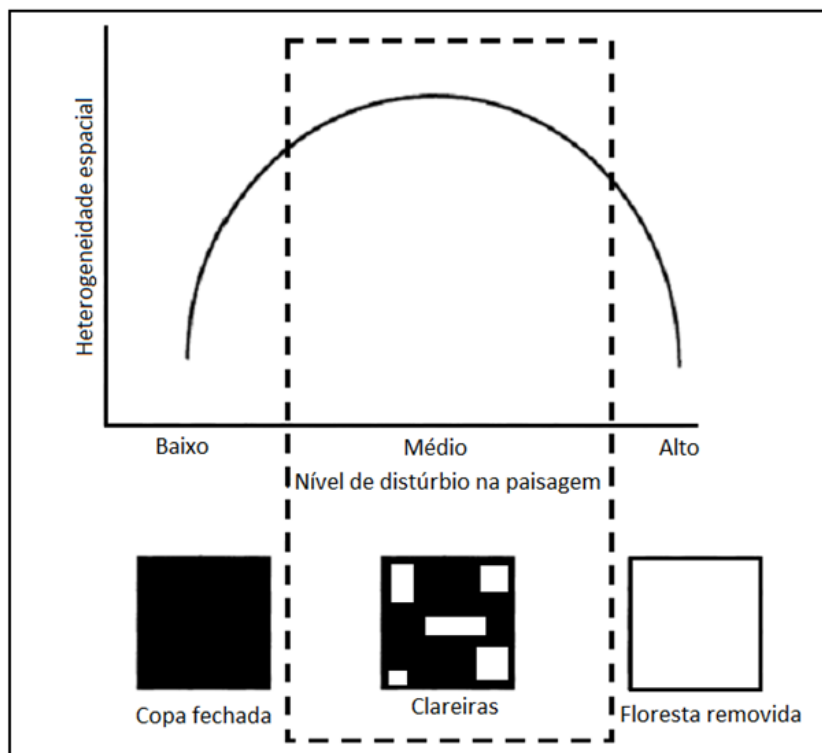 Heterogeneidade espacial
Baixo
Médio
Alto
Nível de distúrbio na paisagem
Copa fechada
Clareiras
Floresta removida